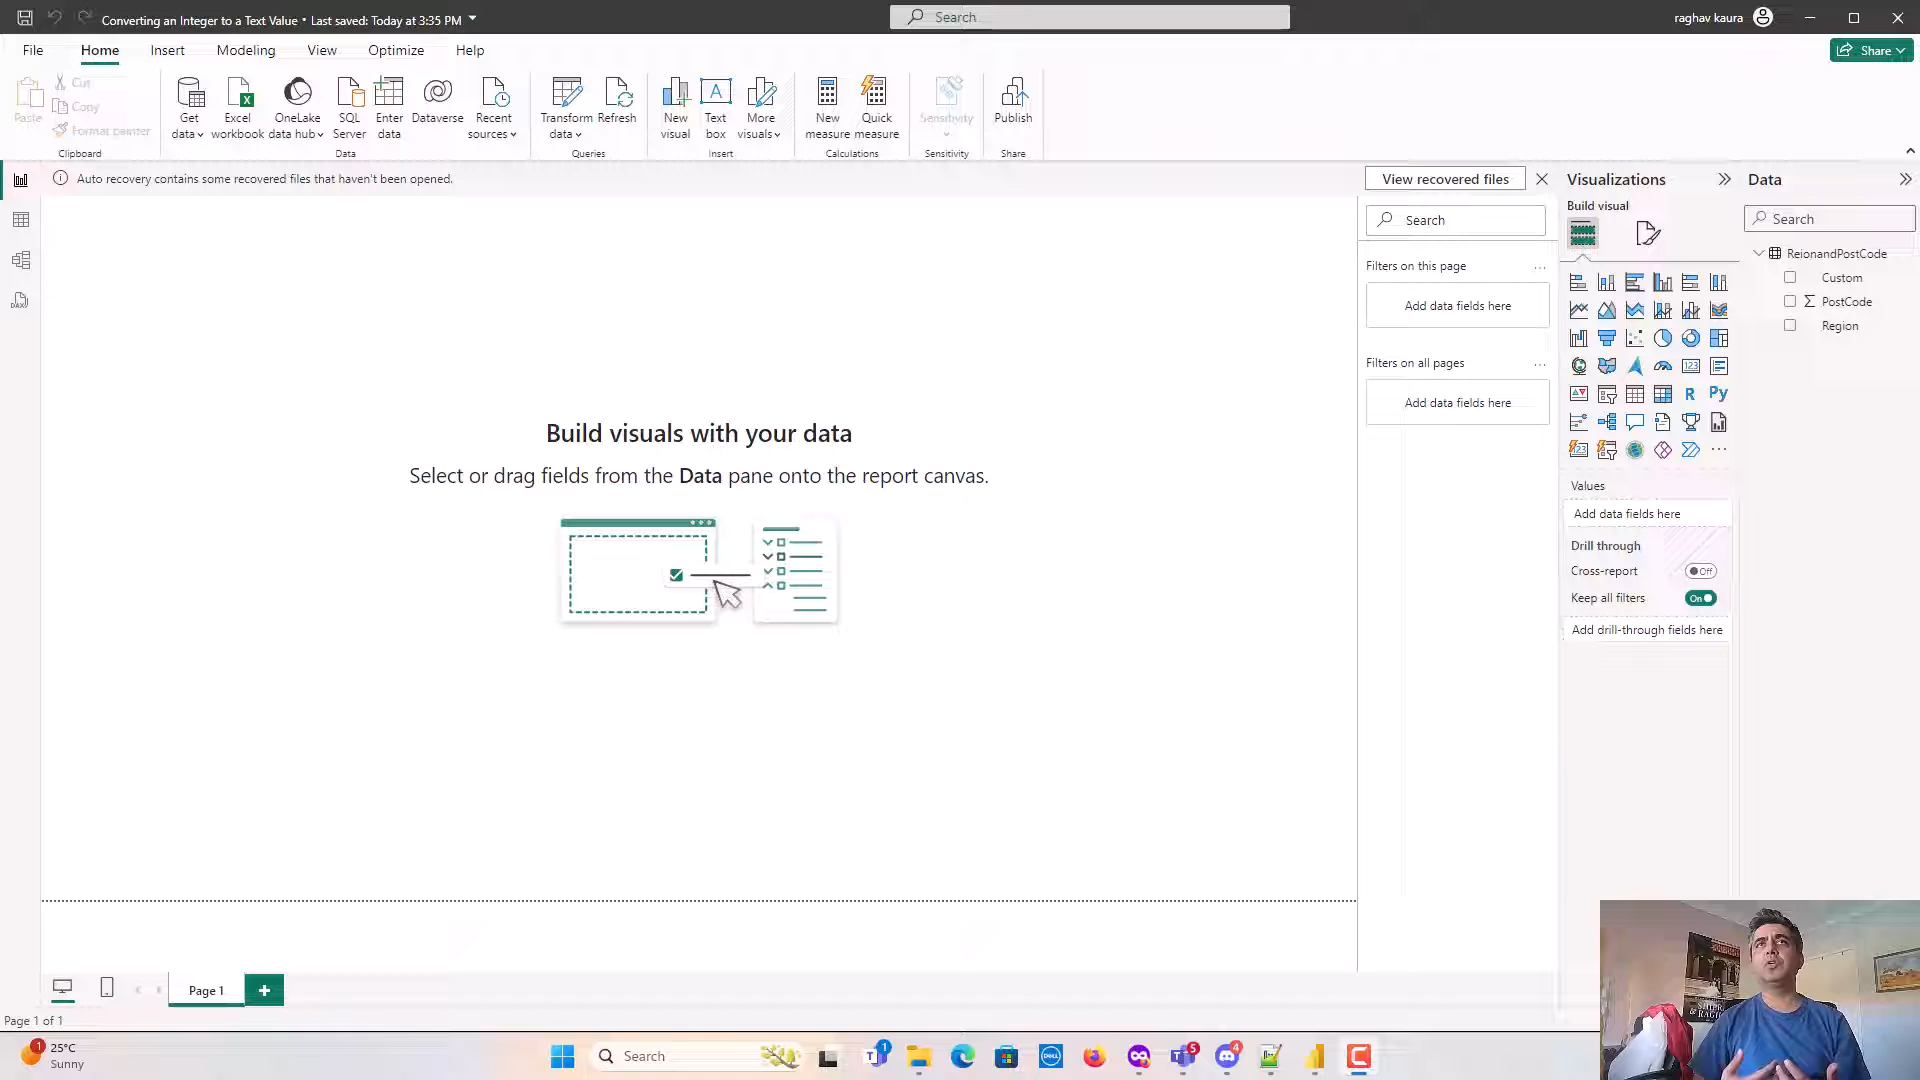 Converting an Integer to a Text Value • Last saved: Today at 3:35 PM
Search
raghav kaura
File
Home
Insert
Modeling
View
Optimize
Help
Share
Paste
Cut
Copy
Format painter
Clipboard
Get data
Excel workbook
OneLake data hub
SQL Server
Enter data
Dataverse
Recent sources
Data
Transform data
Refresh
Queries
New visual
Text box
More visuals
Insert
New measure
Quick measure
Calculations
Sensitivity
Sensitivity
Publish
Share
Auto recovery contains some recovered files that haven't been opened.
View recovered files
Search
Filters on this page
...
Add data fields here
Filters on all pages
...
Add data fields here
Build visuals with your data
Select or drag fields from the Data pane onto the report canvas.
Visualizations
Build visual
123
R
Py
123
...
Values
Add data fields here
Drill through
Cross-report
Off
Keep all filters
On
Add drill-through fields here
Data
Search
ReionandPostCode
Custom
PostCode
Region
Page 1
Page 1 of 1
1
25°C
Sunny
Search
1
DELL
5
4